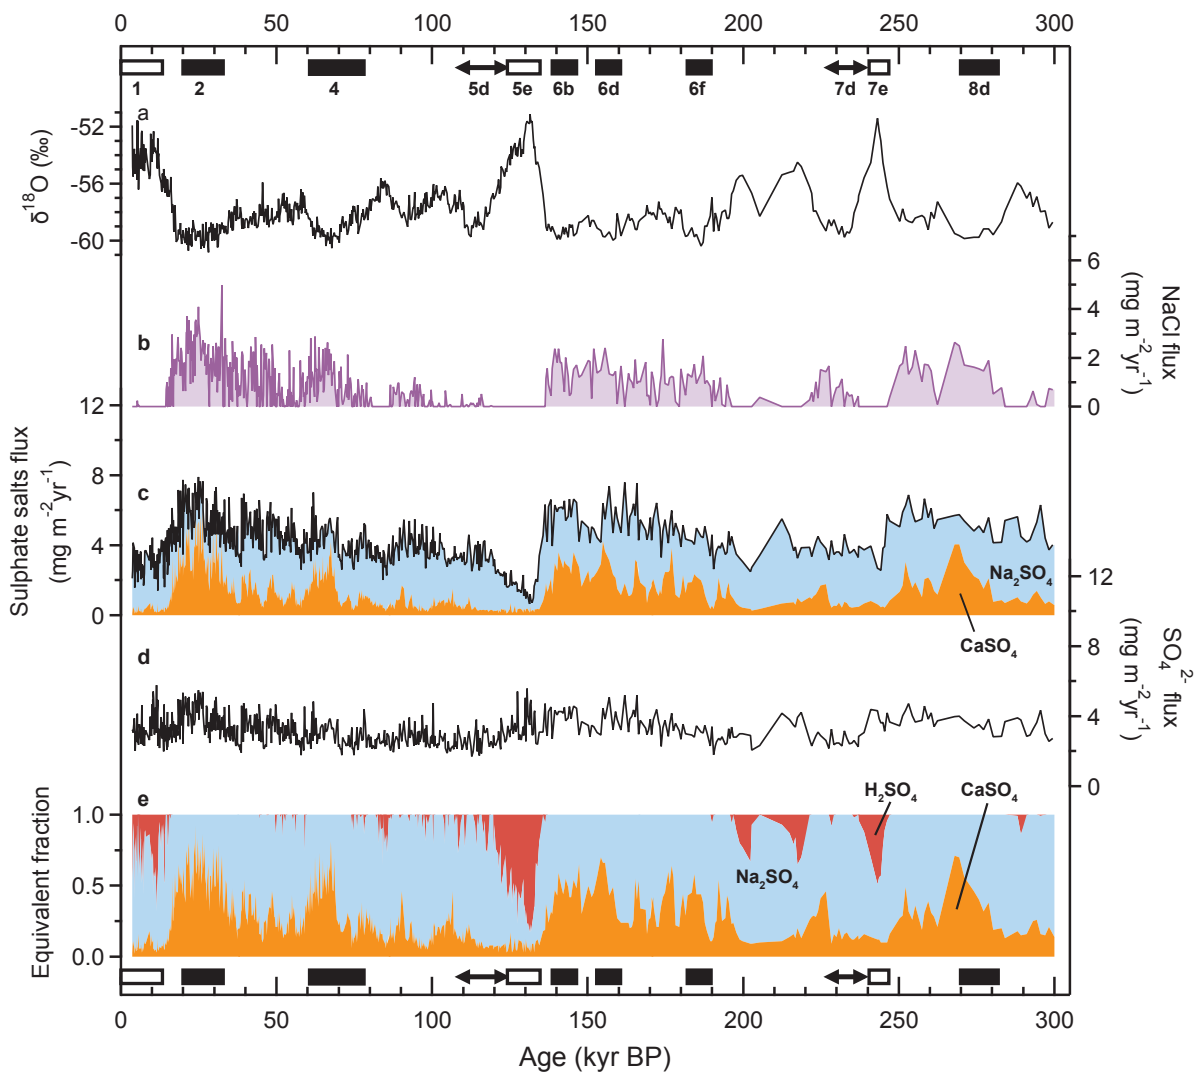 0 50 100 150 200 250 300
1 2 4 5d 5e 6b 6d 6f 7d 7e 8d
a
-52
-56
-60
δ¹⁸O (‰)
6
4
2
0
NaCl flux
(mg m⁻²yr⁻¹)
b
12
8
4
0
Sulphate salts flux
(mg m⁻²yr⁻¹)
c
Na₂SO₄
CaSO₄
12
8
4
0
SO₄²⁻ flux
(mg m⁻²yr⁻¹)
d
e
H₂SO₄ CaSO₄
1.0
0.5
0.0
Equivalent fraction
Na₂SO₄
0 50 100 150 200 250 300
Age (kyr BP)